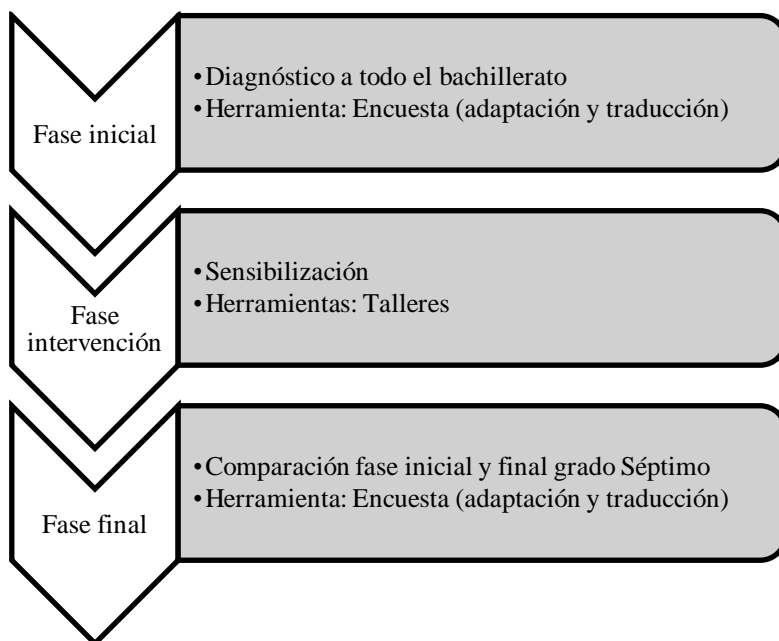 Fase inicial
•Diagnóstico a todo el bachillerato
•Herramienta: Encuesta (adaptación y traducción)
Fase
intervención
•Sensibilización
•Herramientas: Talleres
Fase final
•Comparación fase inicial y final grado Séptimo
•Herramienta: Encuesta (adaptación y traducción)